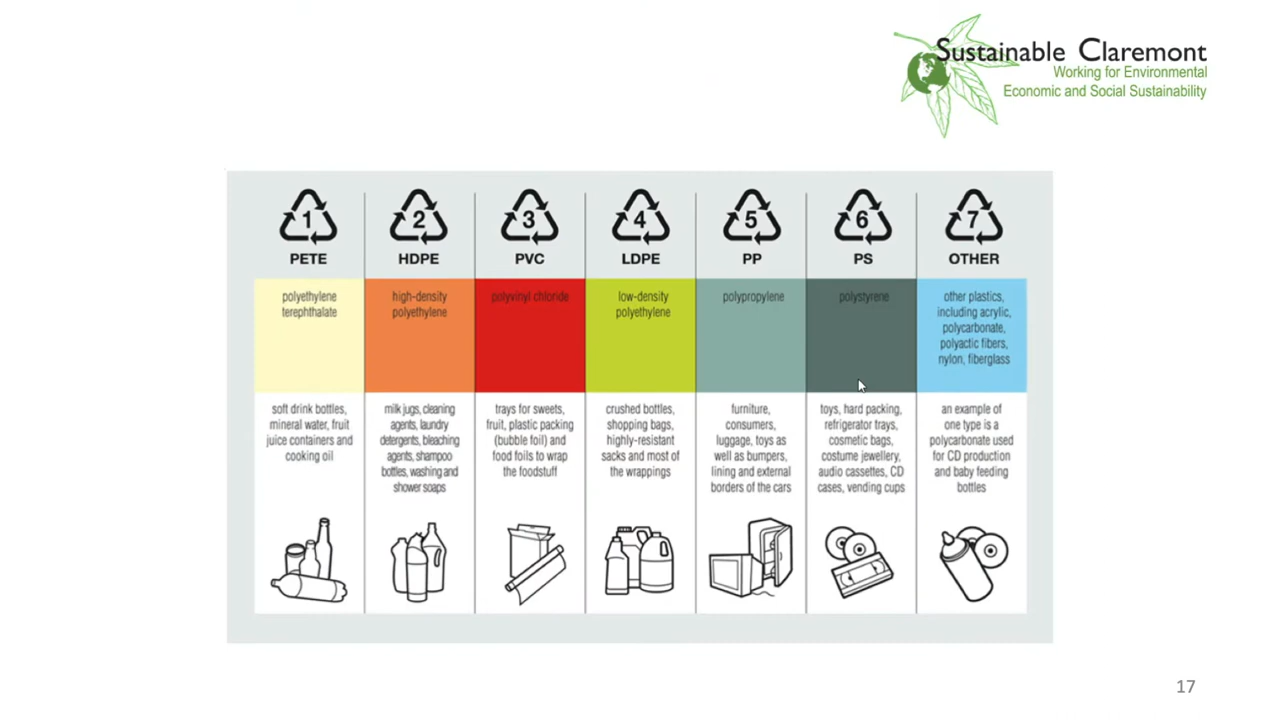 Sustainable Claremont
Working for Environmental
Economic and Social Sustainability
1
PETE
polyethylene
terephthalate
soft drink bottles,
mineral water, fruit
juice containers and
cooking oil
2
HDPE
high-density
polyethylene
milk jugs, cleaning
agents, laundry
detergents, bleaching
agents, shampoo
bottles, washing and
shower soaps
3
PVC
polyvinyl chloride
trays for sweets,
fruit, plastic packing
(bubble foil) and
food foils to wrap
the foodstuff
4
LDPE
low-density
polyethylene
crushed bottles,
shopping bags,
highly-resistant
sacks and most of
the wrappings
5
PP
polypropylene
furniture,
consumers,
luggage, toys as
well as bumpers,
lining and external
borders of the cars
6
PS
polystyrene
toys, hard packing,
refrigerator trays,
cosmetic bags,
costume jewellery,
audio cassettes, CD
cases, vending cups
7
OTHER
other plastics,
including acrylic,
polycarbonate,
polyactic fibers,
nylon, fiberglass
an example of
one type is a
polycarbonate used
for CD production
and baby feeding
bottles
17